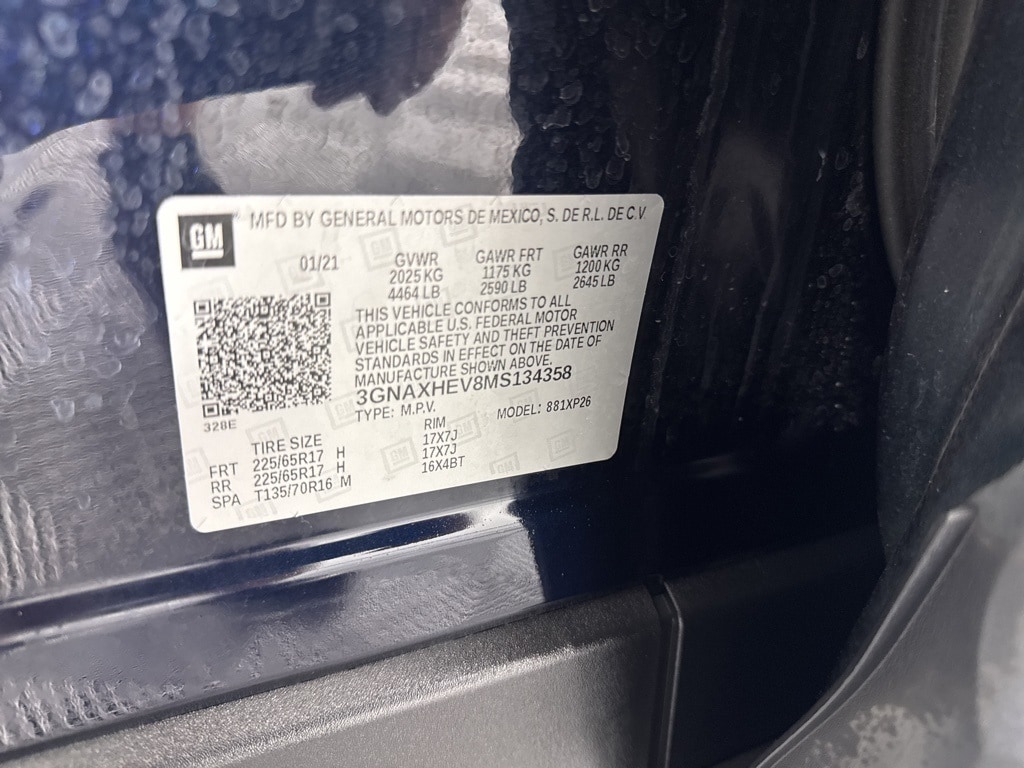 GM
MFD BY GENERAL MOTORS DE MEXICO, S. DE R.L. DE C.V.
01/21 GVWR GAWR FRT GAWR RR
2025 KG 1175 KG 1200 KG
4464 LB 2590 LB 2645 LB
THIS VEHICLE CONFORMS TO ALL
APPLICABLE U.S. FEDERAL MOTOR
VEHICLE SAFETY AND THEFT PREVENTION
STANDARDS IN EFFECT ON THE DATE OF
MANUFACTURE SHOWN ABOVE.
3GNAXHEV8MS134358
TYPE: M.P.V. MODEL: 881XP26
328E
TIRE SIZE RIM
FRT 225/65R17 H 17X7J
RR 225/65R17 H 17X7J
SPA T135/70R16 M 16X4BT